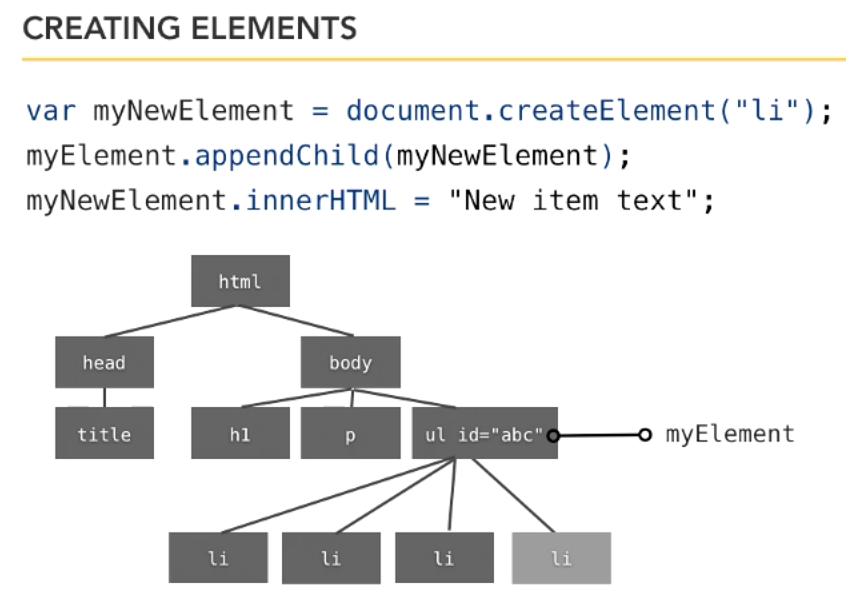 CREATING ELEMENTS
var myNewElement = document.createElement("li");
myElement.appendChild(myNewElement);
myNewElement.innerHTML = "New item text";
html
head
body
title
h1
p
ul id="abc"
myElement
li
li
li
li